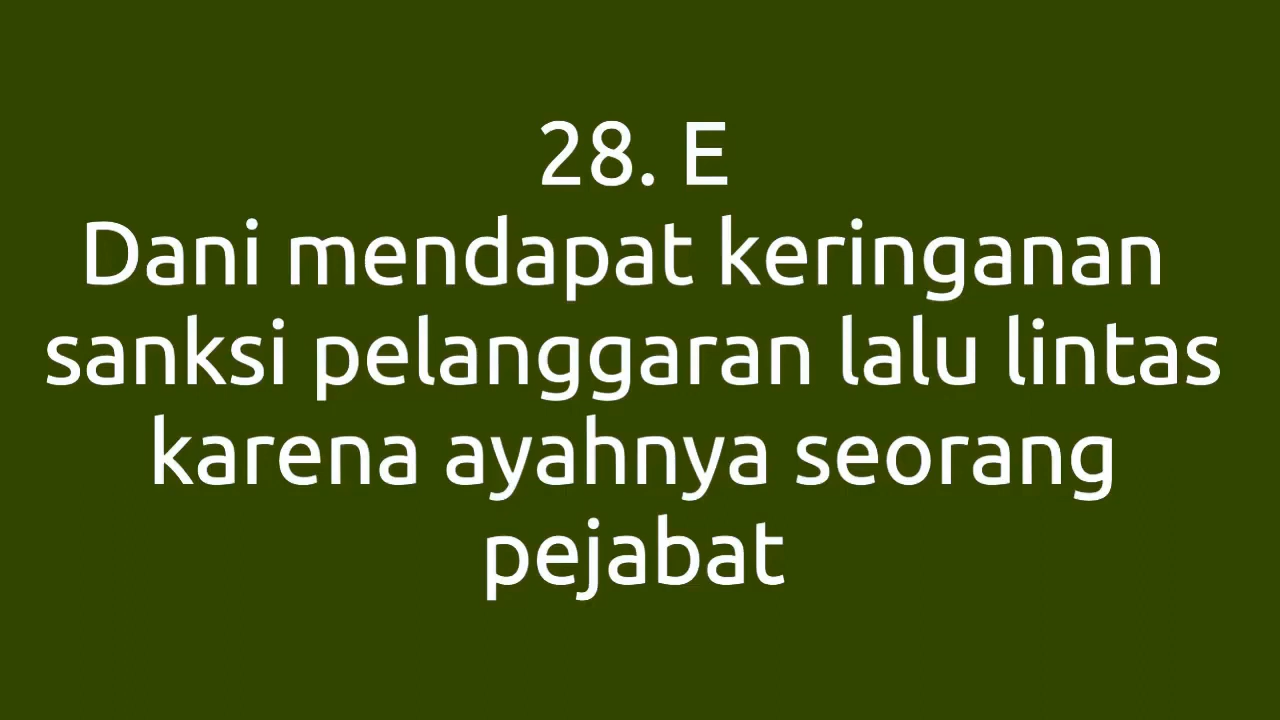 28. E
Dani mendapat keringanan
sanksi pelanggaran lalu lintas
karena ayahnya seorang
pejabat